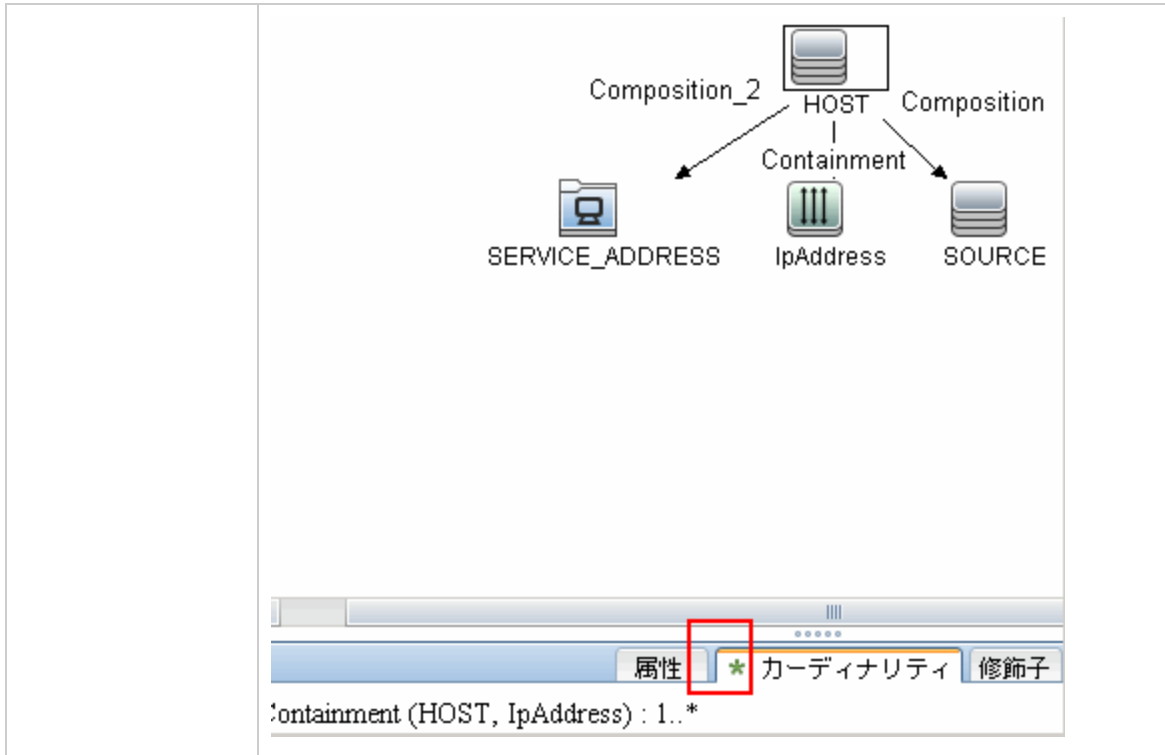 Composition_2
HOST
Composition
Containment
SERVICE_ADDRESS
IpAddress
SOURCE
属性
* カーディナリティ
修飾子
ontainment (HOST, IpAddress) : 1..*